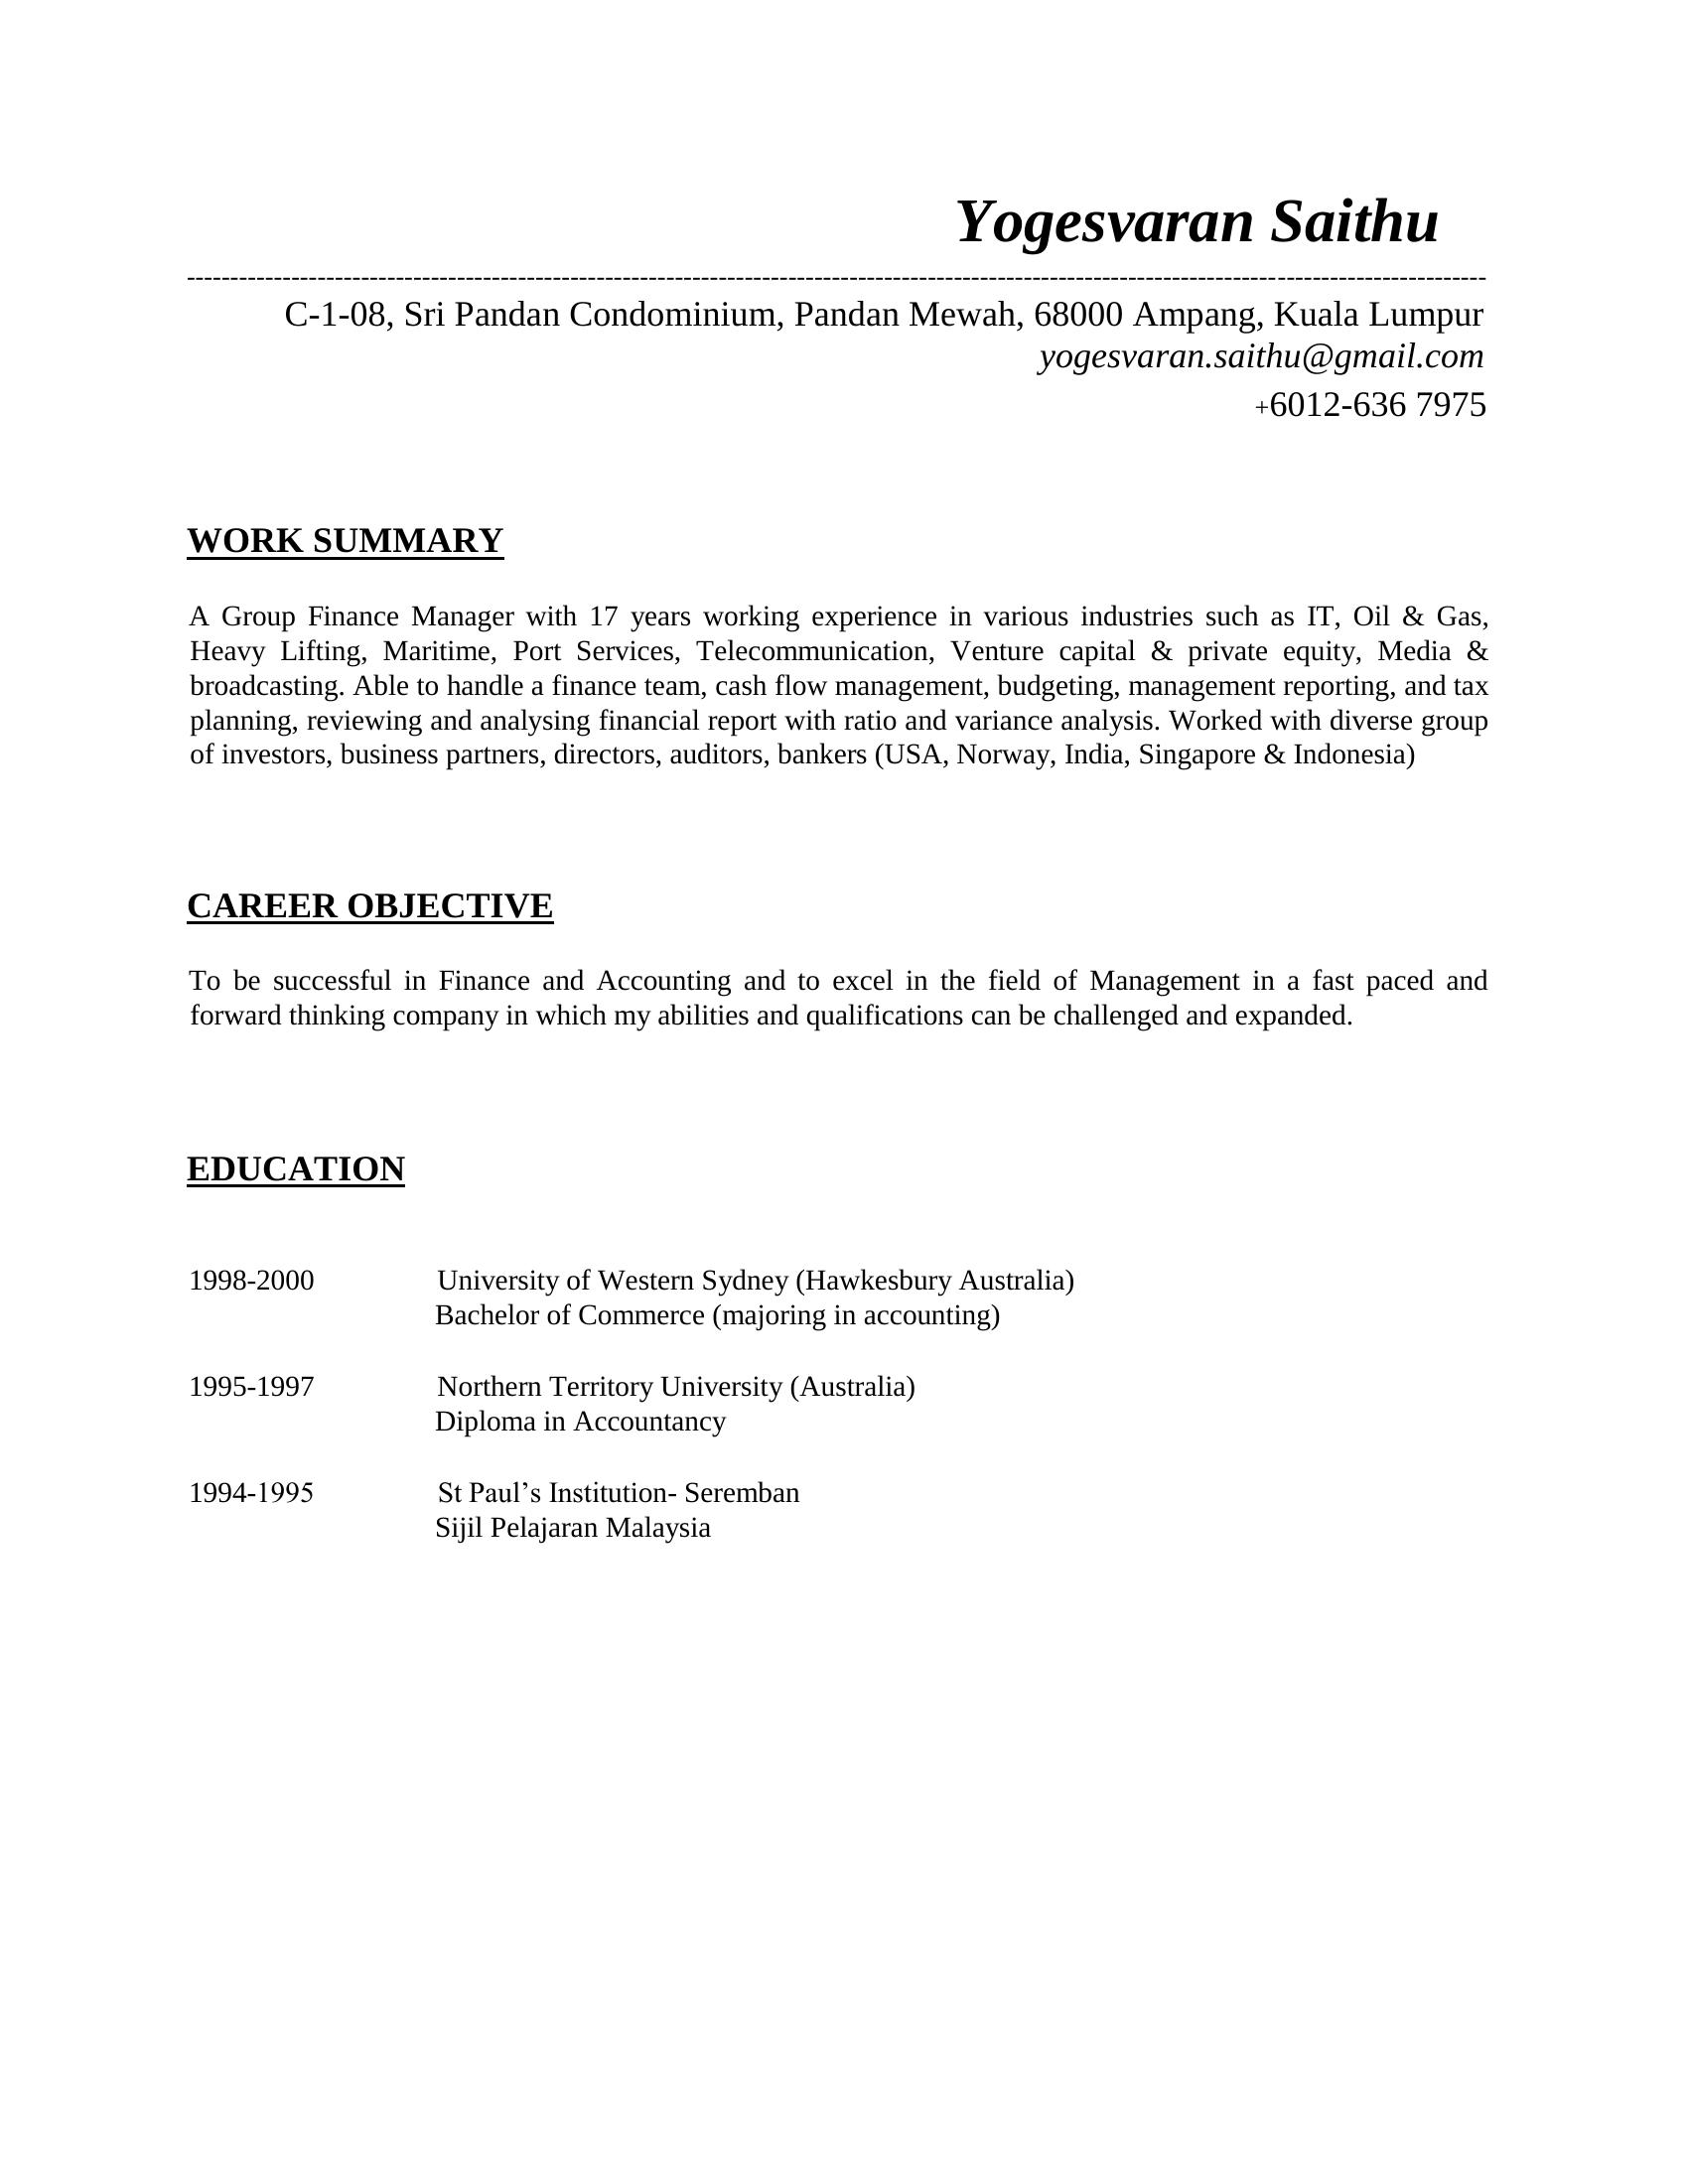 Yogesvaran Saithu
------------------------------------------------------------------------------------------------------------------------------------------------------
C-1-08, Sri Pandan Condominium, Pandan Mewah, 68000 Ampang, Kuala Lumpur
yogesvaran.saithu@gmail.com
+6012-636 7975
WORK SUMMARY
A Group Finance Manager with 17 years working experience in various industries such as IT, Oil & Gas,
Heavy Lifting, Maritime, Port Services, Telecommunication, Venture capital & private equity, Media &
broadcasting. Able to handle a finance team, cash flow management, budgeting, management reporting, and tax
planning, reviewing and analysing financial report with ratio and variance analysis. Worked with diverse group
of investors, business partners, directors, auditors, bankers (USA, Norway, India, Singapore & Indonesia)
CAREER OBJECTIVE
To be successful in Finance and Accounting and to excel in the field of Management in a fast paced and
forward thinking company in which my abilities and qualifications can be challenged and expanded.
EDUCATION
1998-2000 University of Western Sydney (Hawkesbury Australia)
Bachelor of Commerce (majoring in accounting)
1995-1997 Northern Territory University (Australia)
Diploma in Accountancy
1994-1995 St Paul’s Institution- Seremban
Sijil Pelajaran Malaysia